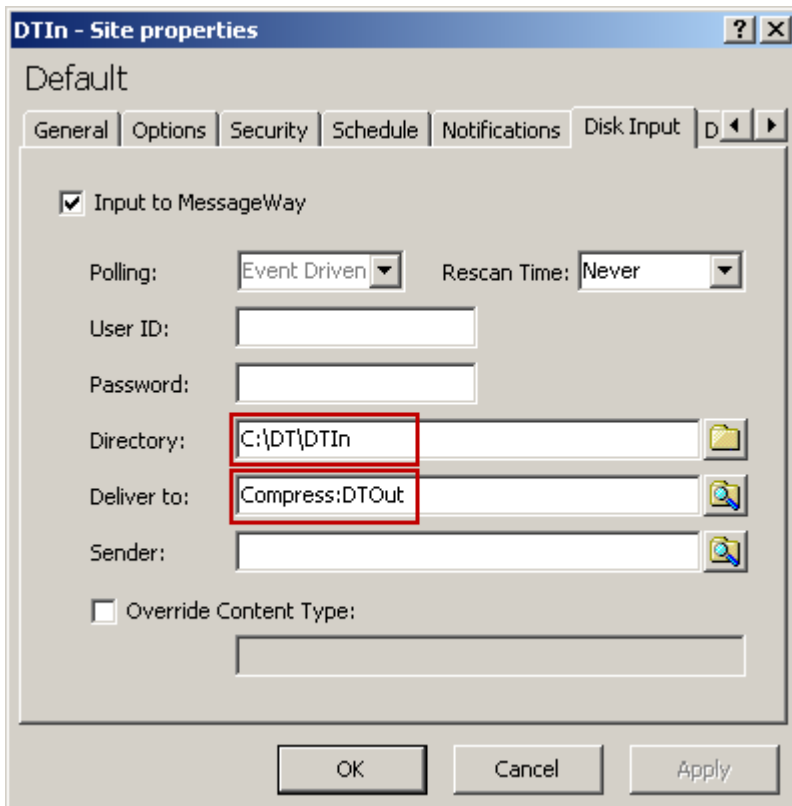 DTIn - Site properties
Default
General Options Security Schedule Notifications Disk Input D
Input to MessageWay
Polling: Event Driven Rescan Time: Never
User ID:
Password:
Directory: C:\DT\DTIn
Deliver to: Compress:DTOut
Sender:
Override Content Type:
OK Cancel Apply